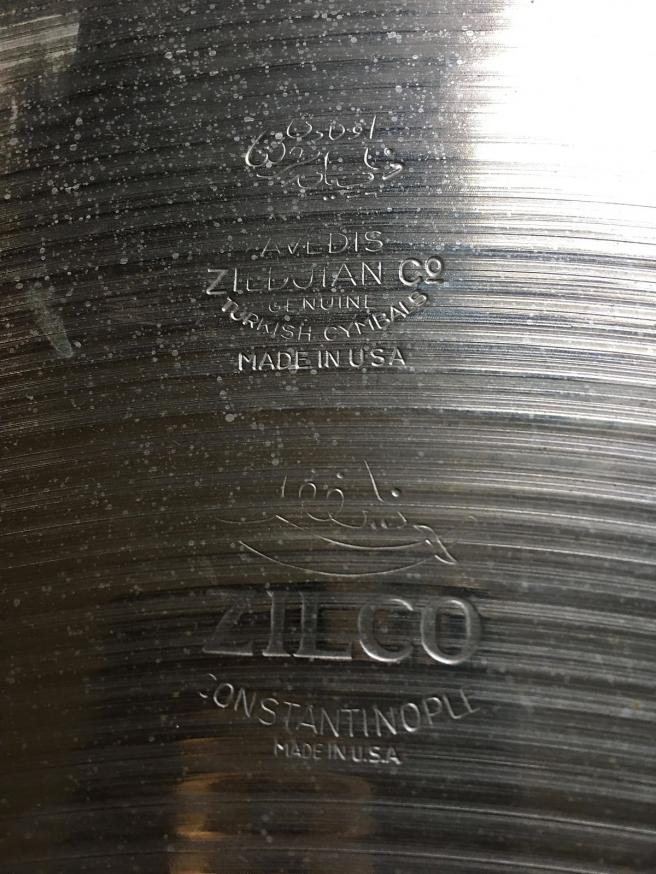 AVEDIS
ZILDJIAN CO
GENUINE
TURKISH CYMBALS
MADE IN U.S.A
ZILCO
CONSTANTINOPLE
MADE IN U.S.A